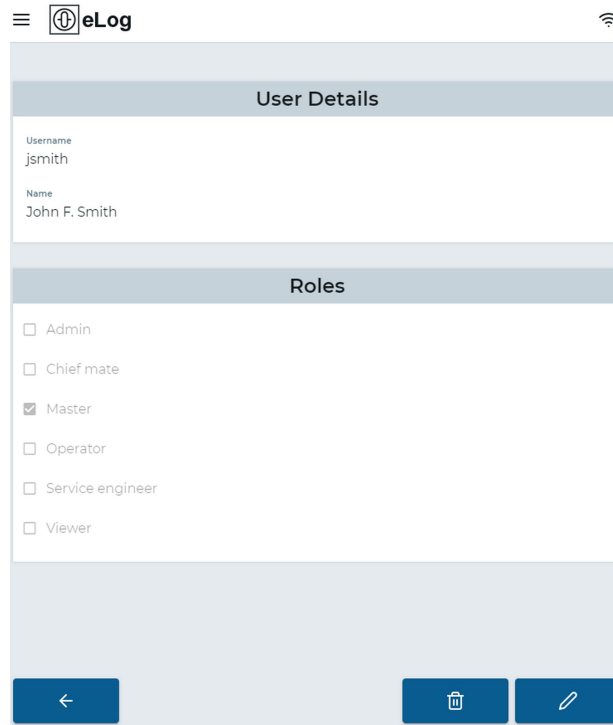 eLog
User Details
Username
jsmith
Name
John F. Smith
Roles
Admin
Chief mate
Master
Operator
Service engineer
Viewer